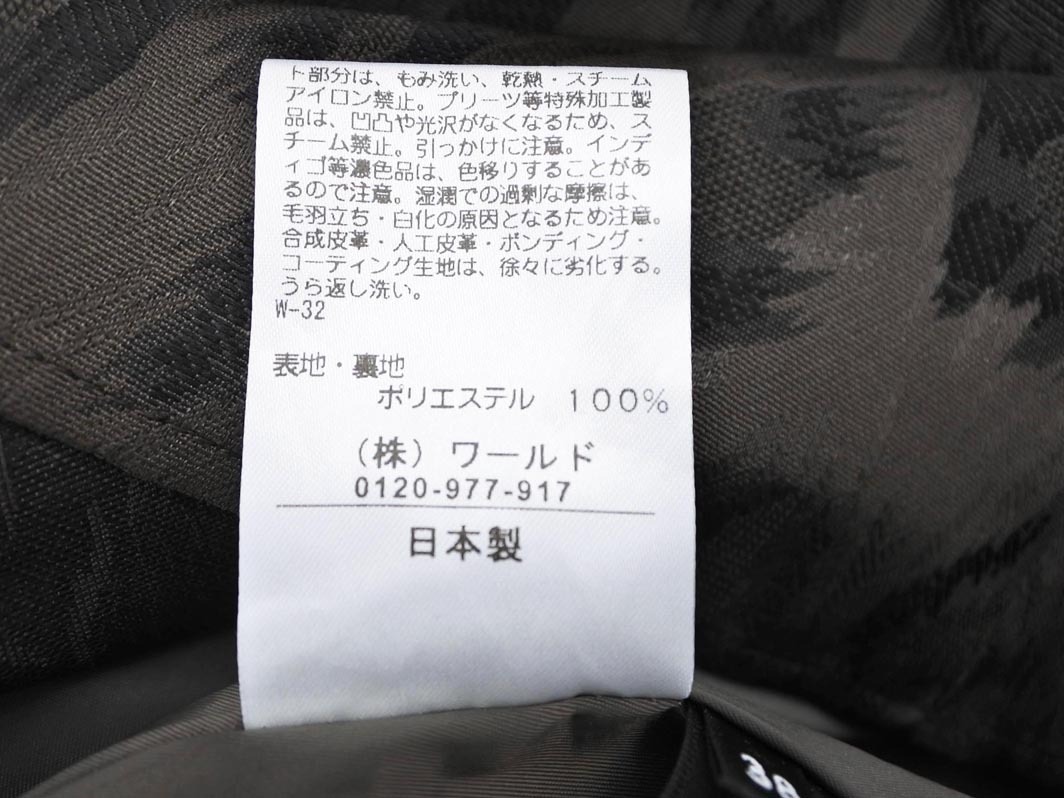 ト部分は、もみ洗い、乾熱・スチーム
アイロン禁止。プリーツ等特殊加工製
品は、凹凸や光沢がなくなるため、ス
チーム禁止。引っかけに注意。インデ
ィゴ等濃色品は、色移りすることがあ
るので注意。湿潤での過剰な摩擦は、
毛羽立ち・白化の原因となるため注意。
合成皮革・人工皮革・ボンディング・
コーティング生地は、徐々に劣化する。
うら返し洗い。
W-32
表地・裏地
ポリエステル 100%
(株)ワールド
0120-977-917
日本製
38